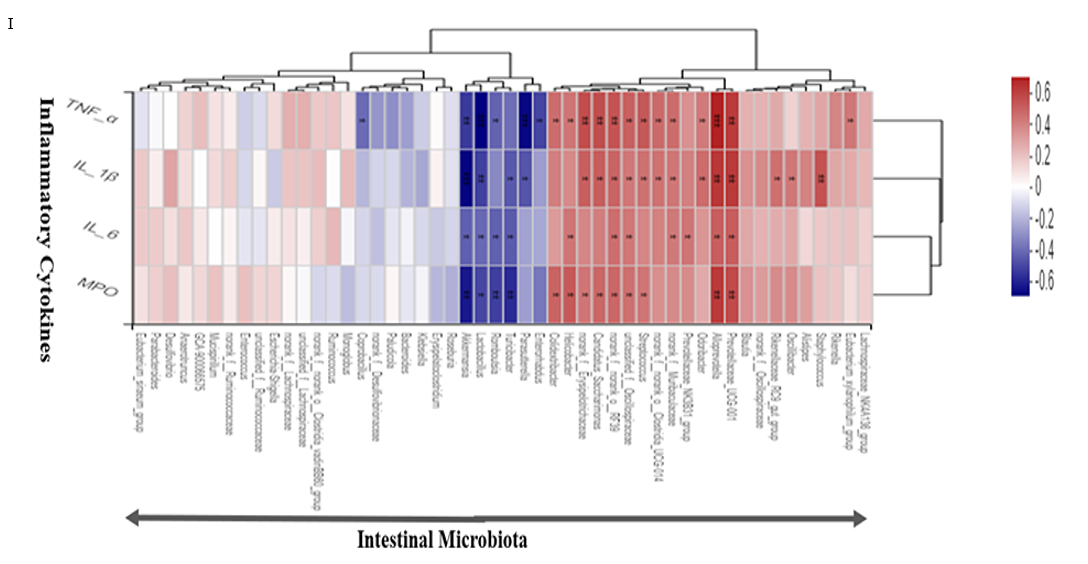 I
Inflammatory Cytokines
TNF_α
IL_1β
IL_6
MPO
0.6
0.4
0.2
0
-0.2
-0.4
-0.6
Eubacterium_siraeum_group
Parabacteroides
Desulfovibrio
Anaerotruncus
GCA-900066575
Mucispirillum
norank_f__Ruminococcaceae
Enterococcus
unclassified_f__Ruminococcaceae
Escherichia-Shigella
norank_f__Lachnospiraceae
unclassified_f__Lachnospiraceae
norank_f__norank_o__Clostridia_vadinBB60_group
Ruminococcus
Monoglobus
Coprobacillus
norank_f__Desulfovibrionaceae
Paludicola
Bacteroides
Klebsiella
Erysipelatoclostridium
Roseburia
Akkermansia
Lactobacillus
Romboutsia
Turicibacter
Parasutterella
Enterorhabdus
Colidextribacter
Helicobacter
norank_f__Erysipelotrichaceae
Candidatus_Saccharimonas
norank_f__norank_o__RF39
unclassified_f__Oscillospiraceae
Streptococcus
norank_f__norank_o__Clostridia_UCG-014
norank_f__Muribaculaceae
Prevotellaceae_NK3B31_group
Odoribacter
Alloprevotella
Prevotellaceae_UCG-001
Blautia
norank_f__Oscillospiraceae
Rikenellaceae_RC9_gut_group
Oscillibacter
Alistipes
Staphylococcus
Rikenella
Eubacterium_xylanophilum_group
Lachnospiraceae_NK4A136_group
Intestinal Microbiota